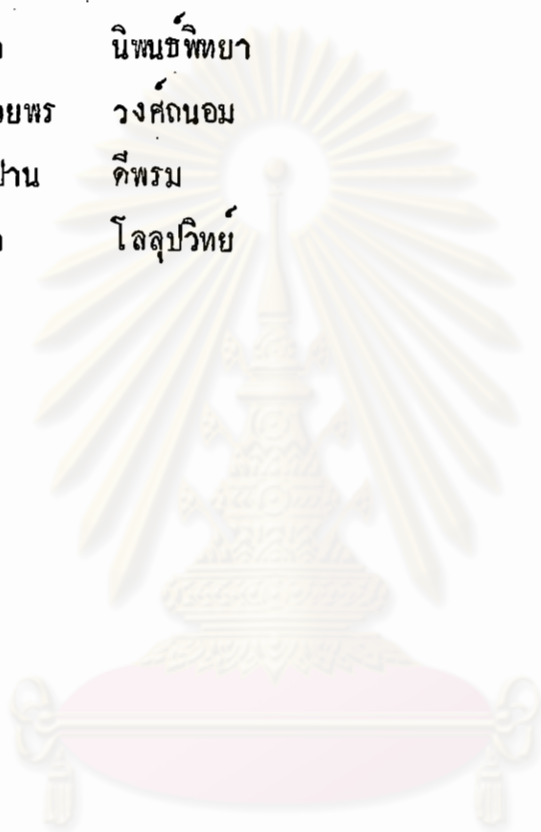 นิพนธ์พิทยา
วยพร วงศ์ถนอม
ปาน ดีพรม
โลลุปวิทย์